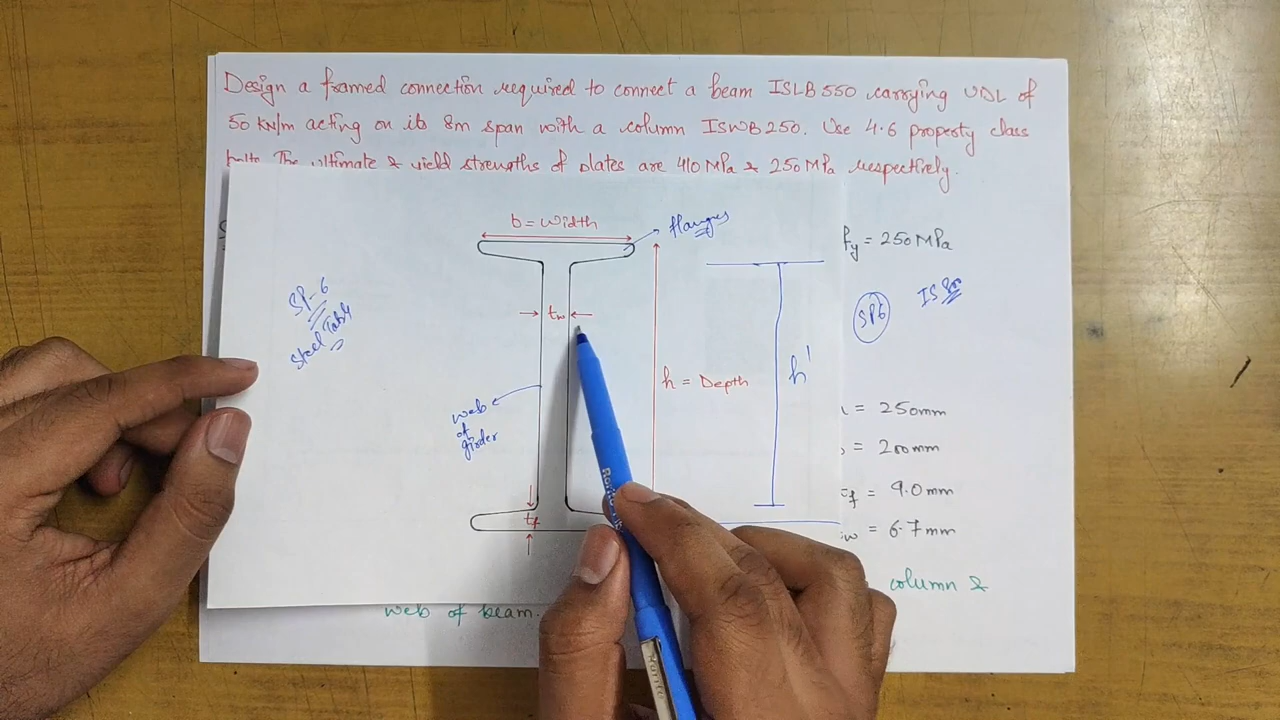 Design a framed connection required to connect a beam ISLB 550 carrying UDL of
50 kN/m acting on its 8m span with a column ISWB 250. Use 4.6 property class
bolts. The ultimate & yield strengths of plates are 410 MPa & 250 MPa respectively.
b = width
flanges
fy = 250 MPa
SP-6
Steel Table
SP6
tw
h = Depth
h'
web
of
girder
= 250mm
= 200mm
tf
= 9.0mm
= 6.7mm
column &
web of beam.